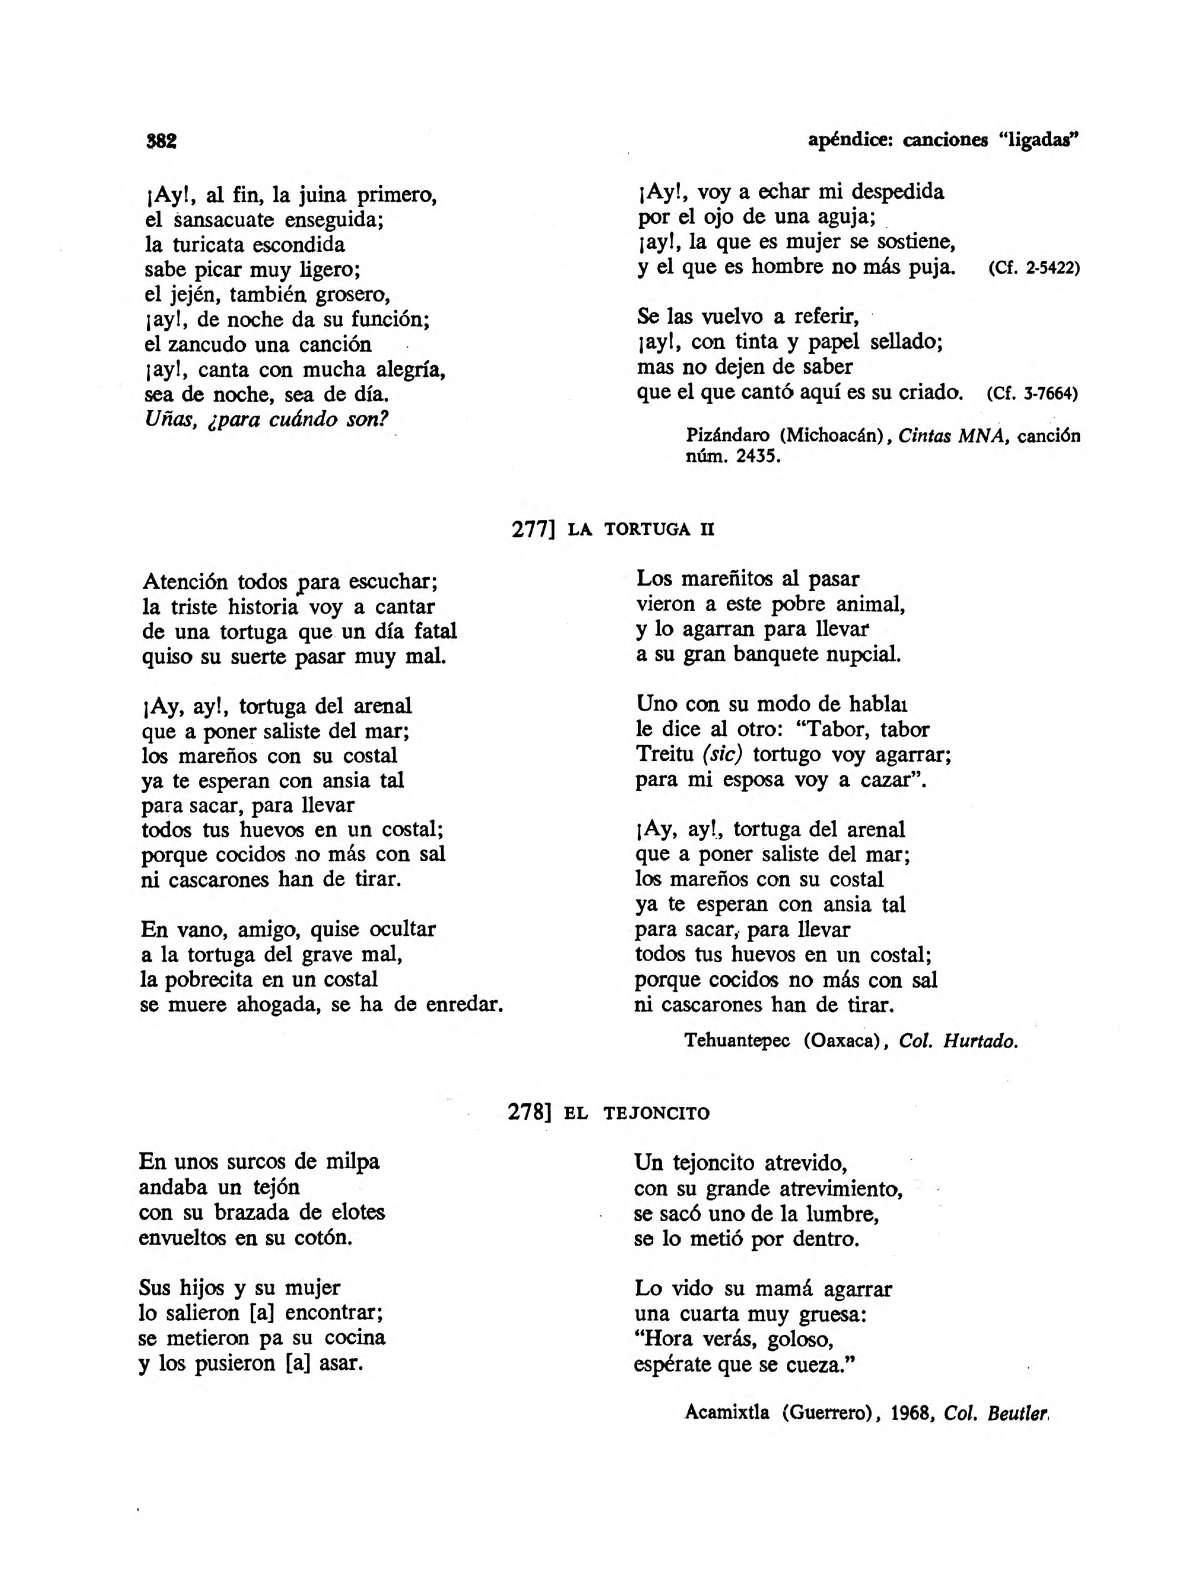 382
apéndice: canciones “ligadas”
¡Ay!, al fin, la juina primero,
el sansacuate enseguida;
la turicata escondida
sabe picar muy ligero;
el jején, también grosero,
¡ay!, de noche da su función;
el zancudo una canción
¡ay!, canta con mucha alegría,
sea de noche, sea de día.
Uñas, ¿para cuándo son?
¡Ay!, voy a echar mi despedida
por el ojo de una aguja;
¡ay!, la que es mujer se sostiene,
y el que es hombre no más puja. (Cf. 2-5422)
Se las vuelvo a referir,
¡ay!, con tinta y papel sellado;
mas no dejen de saber
que el que cantó aquí es su criado. (Cf. 3-7664)
Pizándaro (Michoacán), Cintas MNA, canción
núm. 2435.
277] LA TORTUGA II
Atención todos para escuchar;
la triste historia voy a cantar
de una tortuga que un día fatal
quiso su suerte pasar muy mal.
¡Ay, ay!, tortuga del arenal
que a poner saliste del mar;
los mareños con su costal
ya te esperan con ansia tal
para sacar, para llevar
todos tus huevos en un costal;
porque cocidos no más con sal
ni cascarones han de tirar.
En vano, amigo, quise ocultar
a la tortuga del grave mal,
la pobrecita en un costal
se muere ahogada, se ha de enredar.
Los mareñitos al pasar
vieron a este pobre animal,
y lo agarran para llevar
a su gran banquete nupcial.
Uno con su modo de hablar
le dice al otro: “Tabor, tabor
Treitu (sic) tortugo voy agarrar;
para mi esposa voy a cazar”.
¡Ay, ay!, tortuga del arenal
que a poner saliste del mar;
los mareños con su costal
ya te esperan con ansia tal
para sacar, para llevar
todos tus huevos en un costal;
porque cocidos no más con sal
ni cascarones han de tirar.
Tehuantepec (Oaxaca), Col. Hurtado.
278] EL TEJONCITO
En unos surcos de milpa
andaba un tejón
con su brazada de elotes
envueltos en su cotón.
Sus hijos y su mujer
lo salieron [a] encontrar;
se metieron pa su cocina
y los pusieron [a] asar.
Un tejoncito atrevido,
con su grande atrevimiento,
se sacó uno de la lumbre,
se lo metió por dentro.
Lo vido su mamá agarrar
una cuarta muy gruesa:
“Hora verás, goloso,
espérate que se cueza.”
Acamixtla (Guerrero), 1968, Col. Beutler.